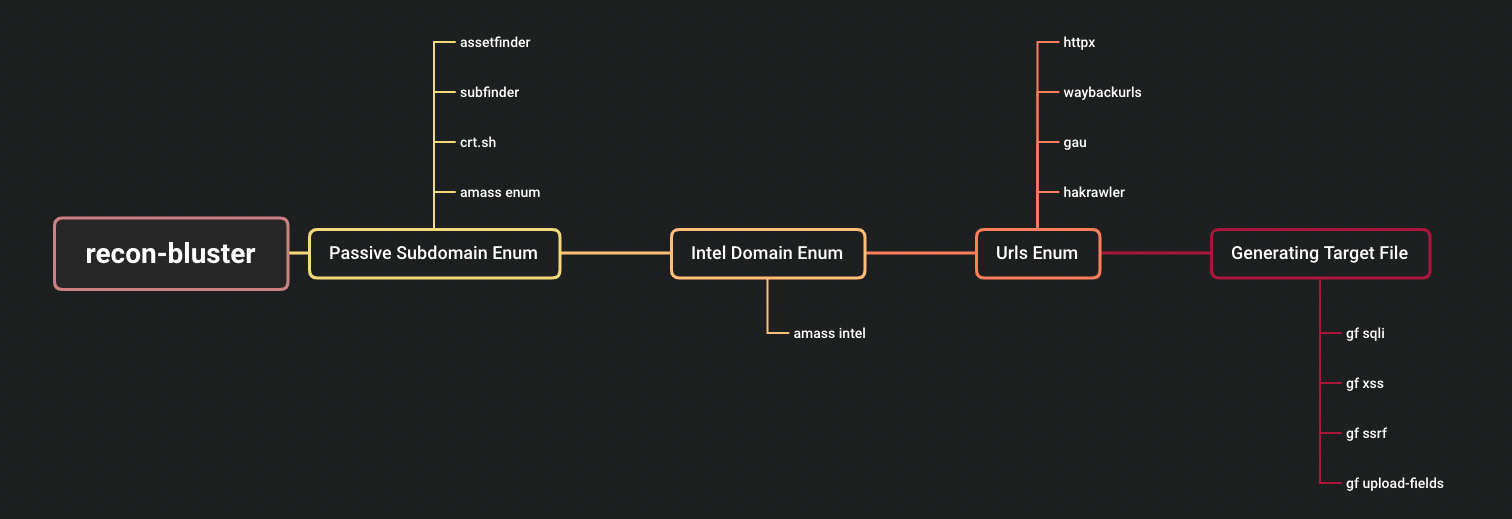 recon-bluster
Passive Subdomain Enum
assetfinder
subfinder
crt.sh
amass enum
Intel Domain Enum
amass intel
Urls Enum
httpx
waybackurls
gau
hakrawler
Generating Target File
gf sqli
gf xss
gf ssrf
gf upload-fields